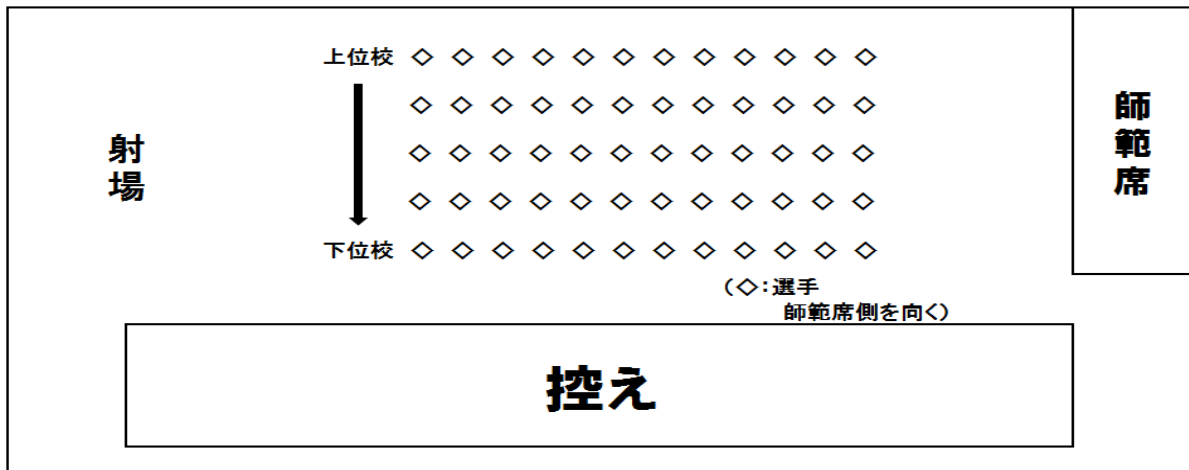 上位校 ◇ ◇ ◇ ◇ ◇ ◇ ◇ ◇ ◇ ◇ ◇ ◇
◇ ◇ ◇ ◇ ◇ ◇ ◇ ◇ ◇ ◇ ◇ ◇
◇ ◇ ◇ ◇ ◇ ◇ ◇ ◇ ◇ ◇ ◇ ◇
◇ ◇ ◇ ◇ ◇ ◇ ◇ ◇ ◇ ◇ ◇ ◇
下位校 ◇ ◇ ◇ ◇ ◇ ◇ ◇ ◇ ◇ ◇ ◇ ◇
射場
師範席
(◇:選手
師範席側を向く)
控え